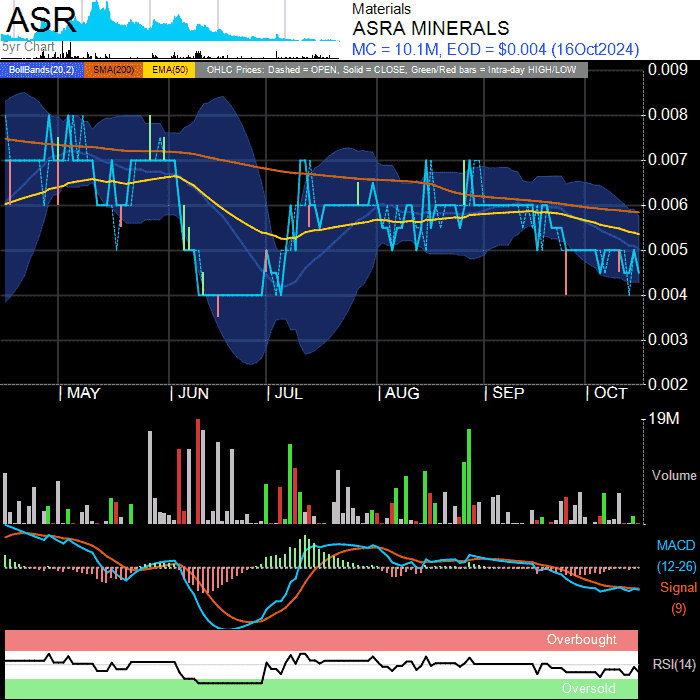 ASR
5yr Chart
Materials
ASRA MINERALS
MC = 10.1M, EOD = $0.004 (16Oct2024)
BollBands(20,2) SMA(200) EMA(50) OHLC Prices: Dashed = OPEN, Solid = CLOSE, Green/Red bars = Intra-day HIGH/LOW
0.009
0.008
0.007
0.006
0.005
0.004
0.003
0.002
MAY JUN JUL AUG SEP OCT
19M
Volume
MACD
(12-26)
Signal
(9)
Overbought
RSI(14)
Oversold